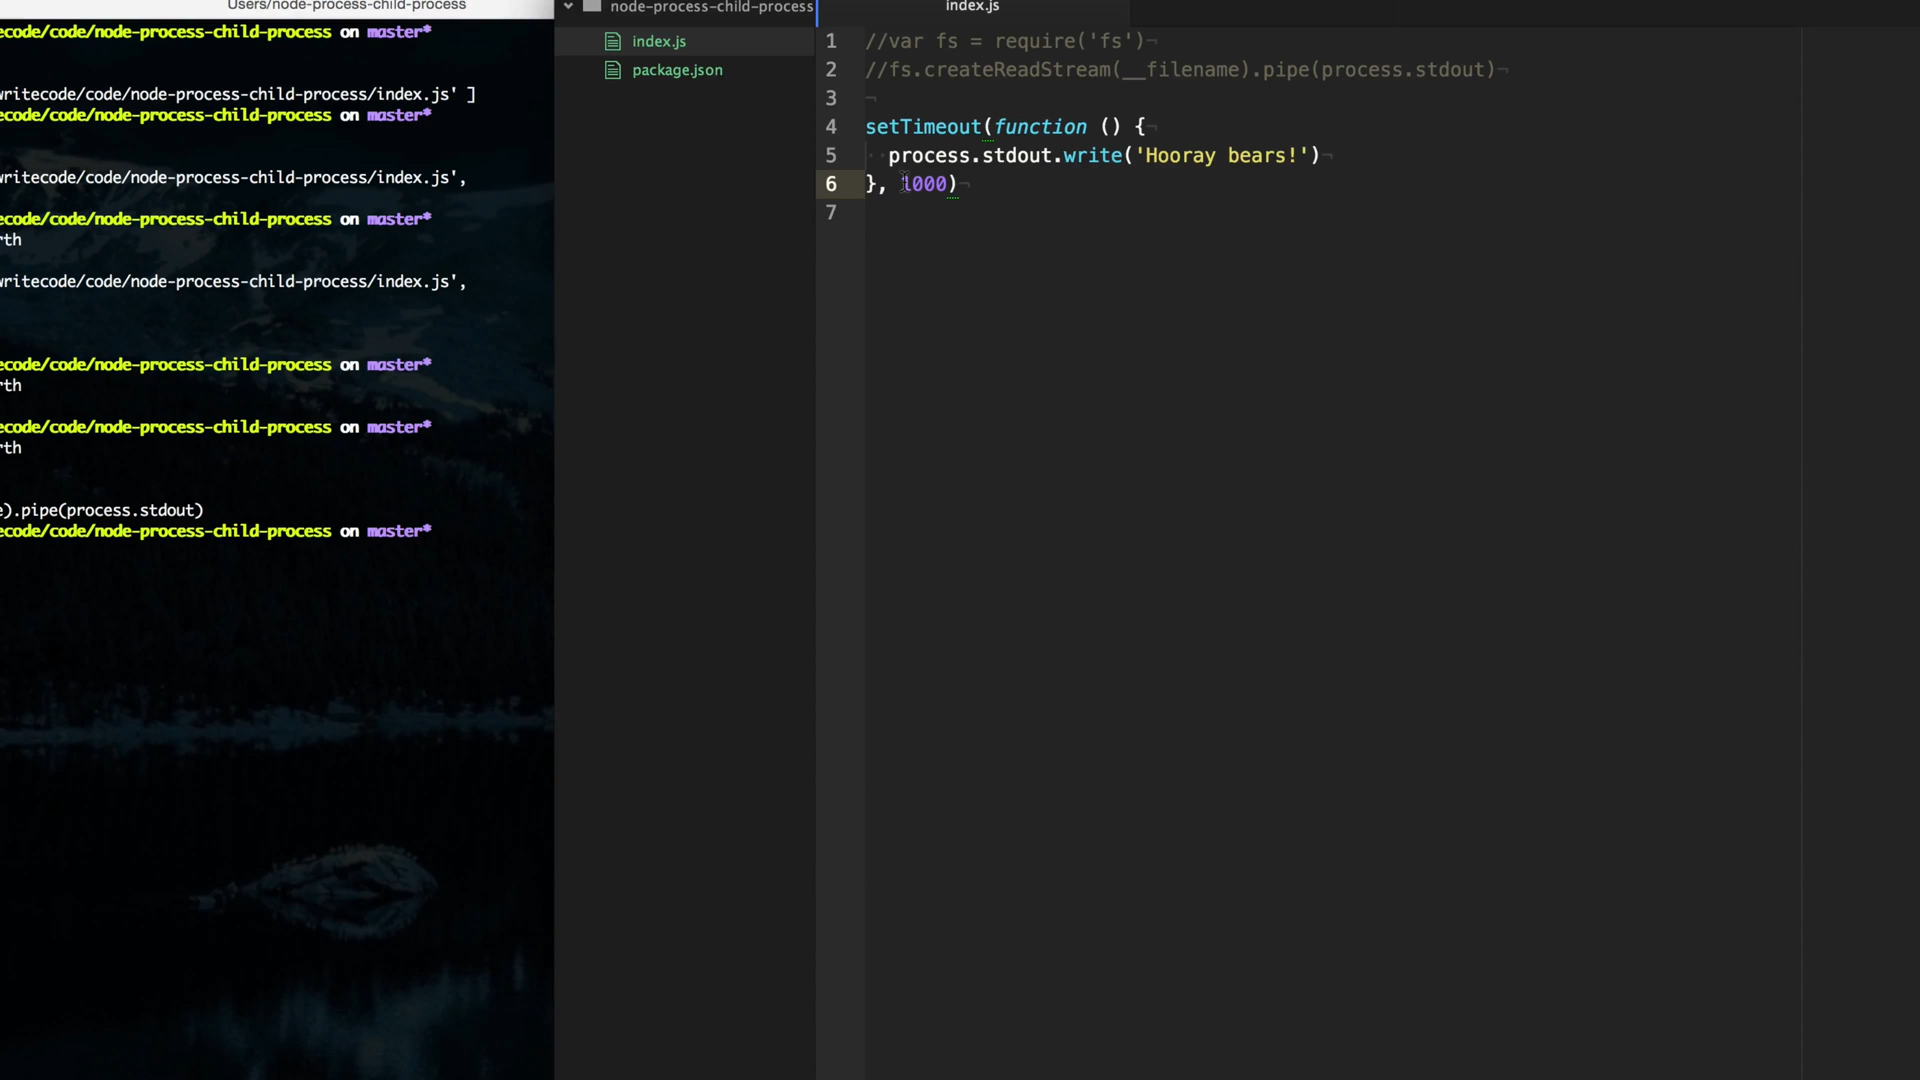 Users/node-process-child-process
ecode/code/node-process-child-process on master*
writecode/code/node-process-child-process/index.js' ]
ecode/code/node-process-child-process on master*
writecode/code/node-process-child-process/index.js',
ecode/code/node-process-child-process on master*
rth
writecode/code/node-process-child-process/index.js',
ecode/code/node-process-child-process on master*
rth
ecode/code/node-process-child-process on master*
rth
e).pipe(process.stdout)
ecode/code/node-process-child-process on master*
node-process-child-process
index.js
package.json
index.js
1 //var fs = require('fs')¬
2 //fs.createReadStream(__filename).pipe(process.stdout)¬
3 ¬
4 setTimeout(function () {¬
5 ··process.stdout.write('Hooray bears!')¬
6 }, 1000)¬
7